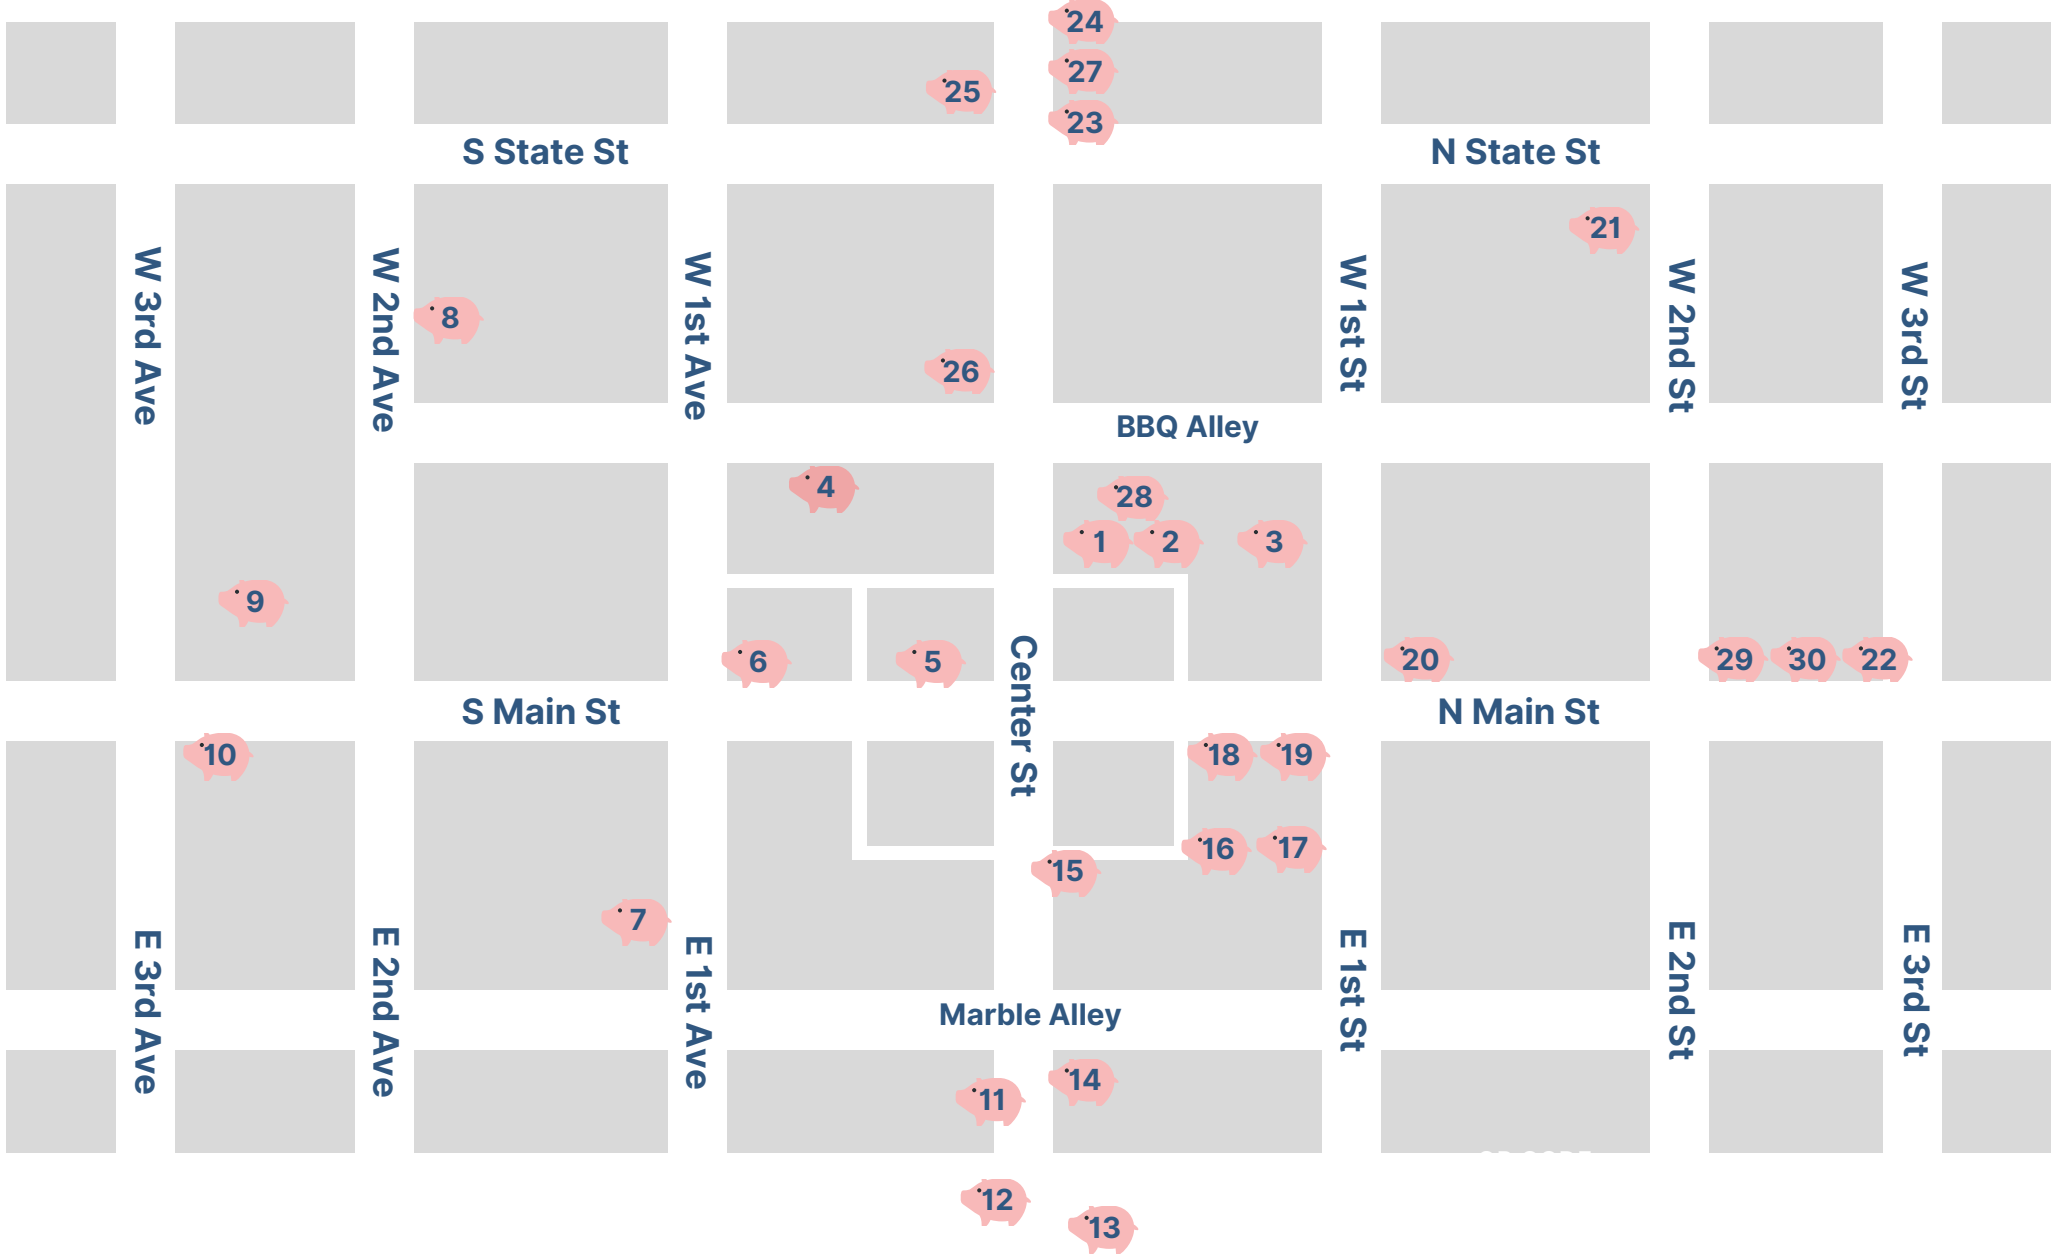 24
27
25
23
S State St
N State St
21
W 3rd Ave
W 2nd Ave
8
W 1st Ave
26
W 1st St
W 2nd St
W 3rd St
BBQ Alley
4
28
1
2
3
9
6
5
Center St
20
29
30
22
S Main St
N Main St
10
18
19
16
17
15
7
E 3rd Ave
E 2nd Ave
E 1st Ave
E 1st St
E 2nd St
E 3rd St
Marble Alley
11
14
12
13